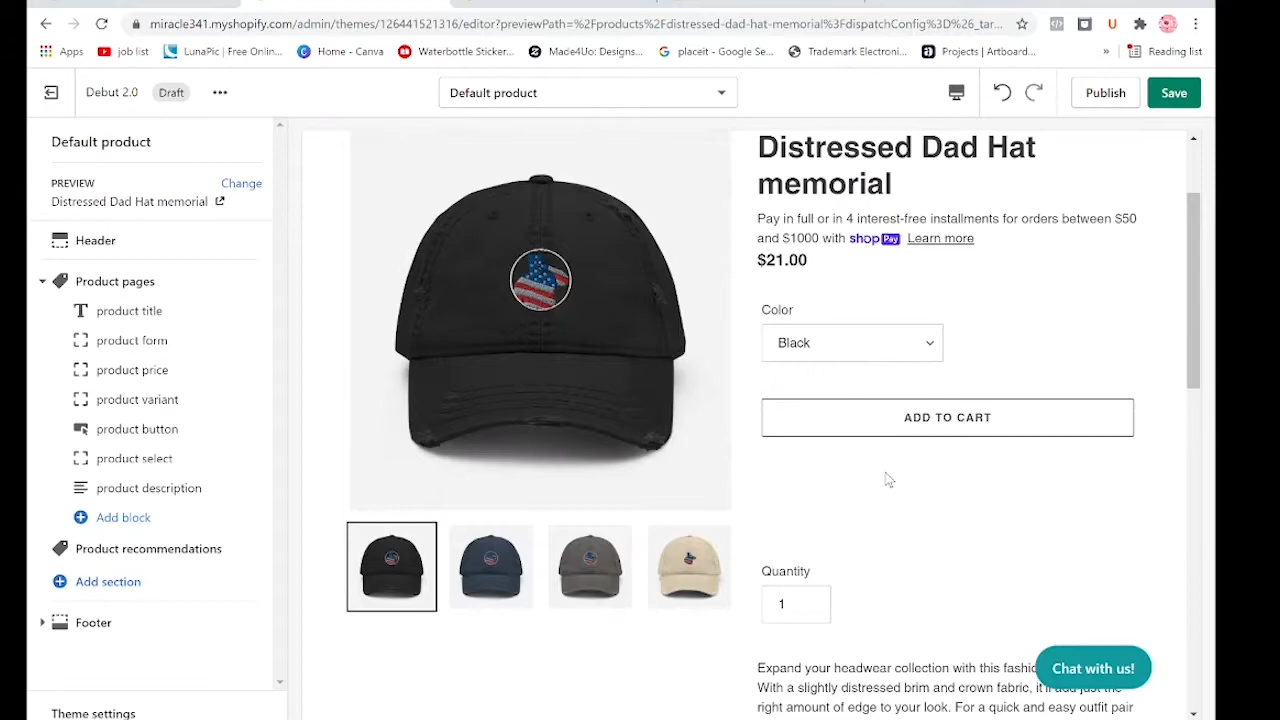 miracle341.myshopify.com/admin/themes/126441521316/editor?previewPath=%2Fproducts%2Fdistressed-dad-hat-memorial%3FdispatchConfig%3D%26_tar...
Apps
job list
LunaPic | Free Onlin...
Home - Canva
Waterbottle Sticker...
Made4Uo: Designs...
placeit - Google Se...
Trademark Electroni...
Projects | Artboard...
»
Reading list
Debut 2.0
Draft
Default product
Publish
Save
Default product
PREVIEW
Change
Distressed Dad Hat memorial
Header
Product pages
product title
product form
product price
product variant
product button
product select
product description
Add block
Product recommendations
Add section
Footer
Theme settings
Distressed Dad Hat
memorial
Pay in full or in 4 interest-free installments for orders between $50
and $1000 with shop Pay Learn more
$21.00
Color
Black
ADD TO CART
Quantity
1
Expand your headwear collection with this fashio
With a slightly distressed brim and crown fabric, it'll add just the
right amount of edge to your look. For a quick and easy outfit pair
Chat with us!